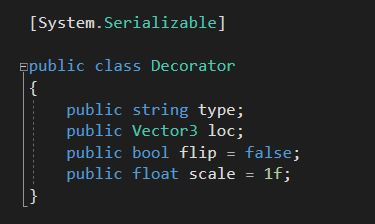 [System.Serializable]
public class Decorator
{
    public string type;
    public Vector3 loc;
    public bool flip = false;
    public float scale = 1f;
}